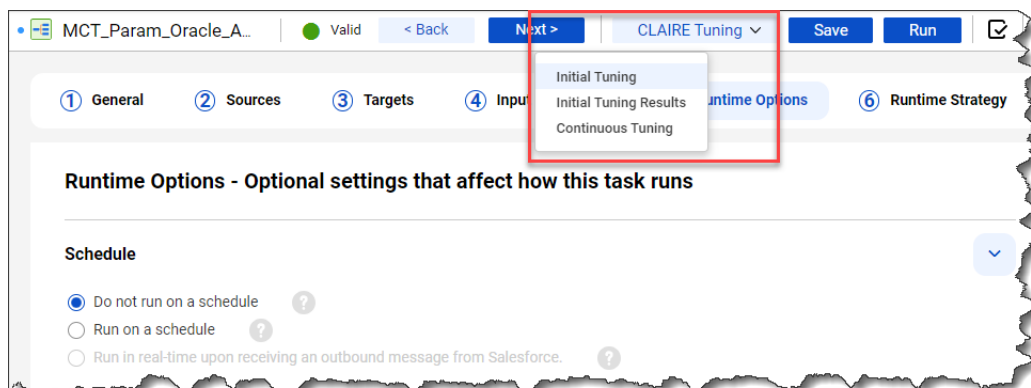 MCT_Param_Oracle_A... Valid < Back Next > CLAIRE Tuning Save Run
Initial Tuning
Initial Tuning Results
Continuous Tuning
1 General 2 Sources 3 Targets 4 Inpu untime Options 6 Runtime Strategy
Runtime Options - Optional settings that affect how this task runs
Schedule
Do not run on a schedule ?
Run on a schedule ?
Run in real-time upon receiving an outbound message from Salesforce. ?